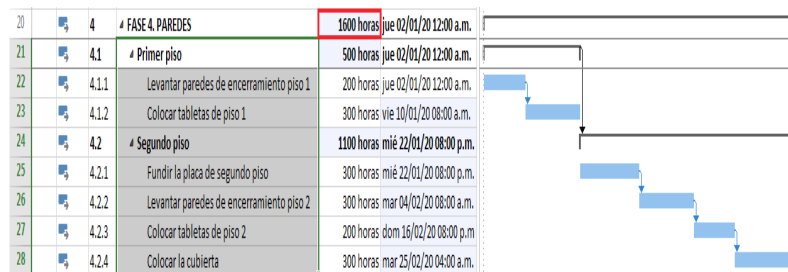 20 4 FASE 4. PAREDES 1600 horas jue 02/01/20 12:00 a.m.
21 4.1 Primer piso 500 horas jue 02/01/20 12:00 a.m.
22 4.1.1 Levantar paredes de encerramiento piso 1 200 horas jue 02/01/20 12:00 a.m.
23 4.1.2 Colocar tabletas de piso 1 300 horas vie 10/01/20 08:00 a.m.
24 4.2 Segundo piso 1100 horas mié 22/01/20 08:00 p.m.
25 4.2.1 Fundir la placa de segundo piso 300 horas mié 22/01/20 08:00 p.m.
26 4.2.2 Levantar paredes de encerramiento piso 2 300 horas mar 04/02/20 08:00 a.m.
27 4.2.3 Colocar tabletas de piso 2 200 horas dom 16/02/20 08:00 p.m
28 4.2.4 Colocar la cubierta 300 horas mar 25/02/20 04:00 a.m.